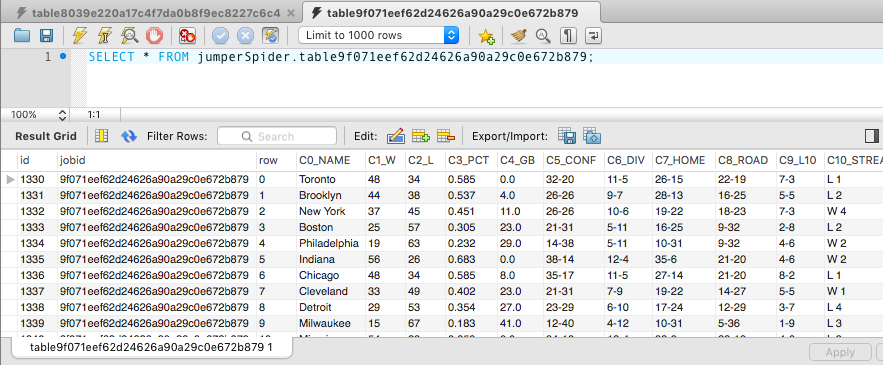 table8039e220a17c4f7da0b8f9ec8227c6c4 table9f071eef62d24626a90a29c0e672b879
Limit to 1000 rows
1 SELECT * FROM jumperSpider.table9f071eef62d24626a90a29c0e672b879;
100% 1:1
Result Grid Filter Rows: Search Edit: Export/Import:
id jobid row C0_NAME C1_W C2_L C3_PCT C4_GB C5_CONF C6_DIV C7_HOME C8_ROAD C9_L10 C10_STREA
1330 9f071eef62d24626a90a29c0e672b879 0 Toronto 48 34 0.585 0.0 32-20 11-5 26-15 22-19 7-3 L 1
1331 9f071eef62d24626a90a29c0e672b879 1 Brooklyn 44 38 0.537 4.0 26-26 9-7 28-13 16-25 5-5 L 2
1332 9f071eef62d24626a90a29c0e672b879 2 New York 37 45 0.451 11.0 26-26 10-6 19-22 18-23 7-3 W 4
1333 9f071eef62d24626a90a29c0e672b879 3 Boston 25 57 0.305 23.0 21-31 5-11 16-25 9-32 2-8 L 2
1334 9f071eef62d24626a90a29c0e672b879 4 Philadelphia 19 63 0.232 29.0 14-38 5-11 10-31 9-32 4-6 W 2
1335 9f071eef62d24626a90a29c0e672b879 5 Indiana 56 26 0.683 0.0 38-14 12-4 35-6 21-20 4-6 W 2
1336 9f071eef62d24626a90a29c0e672b879 6 Chicago 48 34 0.585 8.0 35-17 11-5 27-14 21-20 8-2 L 1
1337 9f071eef62d24626a90a29c0e672b879 7 Cleveland 33 49 0.402 23.0 21-31 7-9 19-22 14-27 5-5 W 1
1338 9f071eef62d24626a90a29c0e672b879 8 Detroit 29 53 0.354 27.0 23-29 6-10 17-24 12-29 3-7 L 4
1339 9f071eef62d24626a90a29c0e672b879 9 Milwaukee 15 67 0.183 41.0 12-40 4-12 10-31 5-36 1-9 L 3
table9f071eef62d24626a90a29c0e672b879 1 Apply